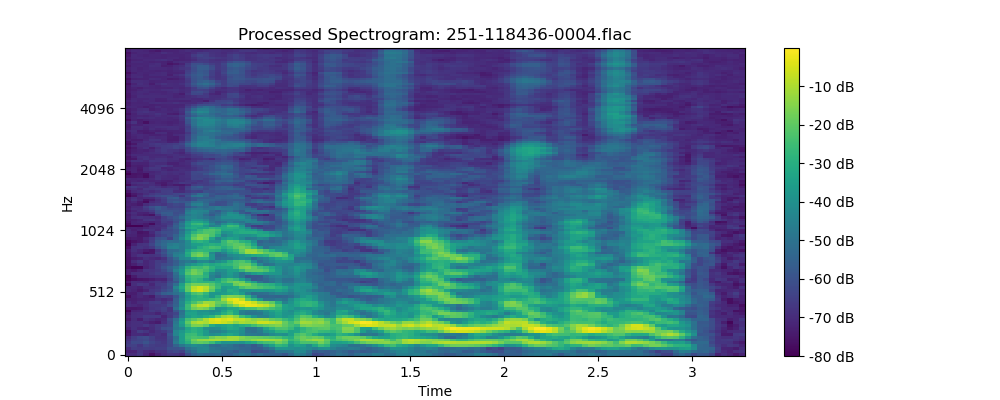 Processed Spectrogram: 251-118436-0004.flac
Hz
4096
2048
1024
512
0
0
0.5
1
1.5
2
2.5
3
Time
-10 dB
-20 dB
-30 dB
-40 dB
-50 dB
-60 dB
-70 dB
-80 dB